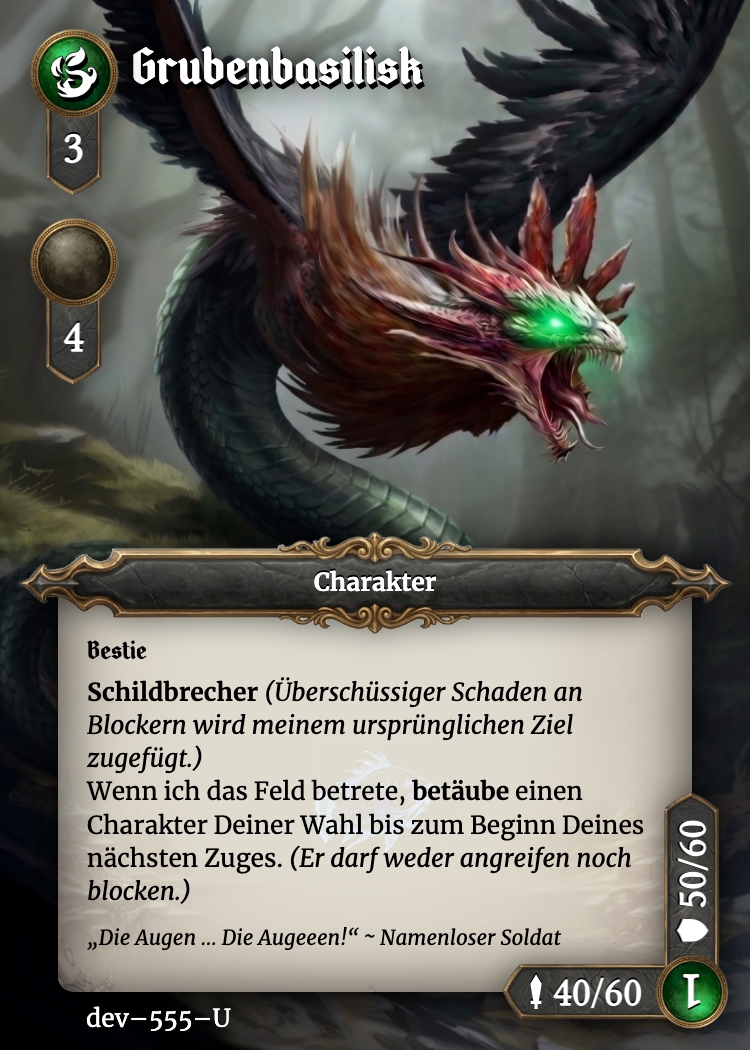 Grubenbasilisk
3
4
Charakter
Bestie
Schildbrecher (Überschüssiger Schaden an
Blockern wird meinem ursprünglichen Ziel
zugefügt.)
Wenn ich das Feld betrete, betäube einen
Charakter Deiner Wahl bis zum Beginn Deines
nächsten Zuges. (Er darf weder angreifen noch
blocken.)
„Die Augen ... Die Augeeen!“ ~ Namenloser Soldat
50/60
40/60
1
dev–555–U